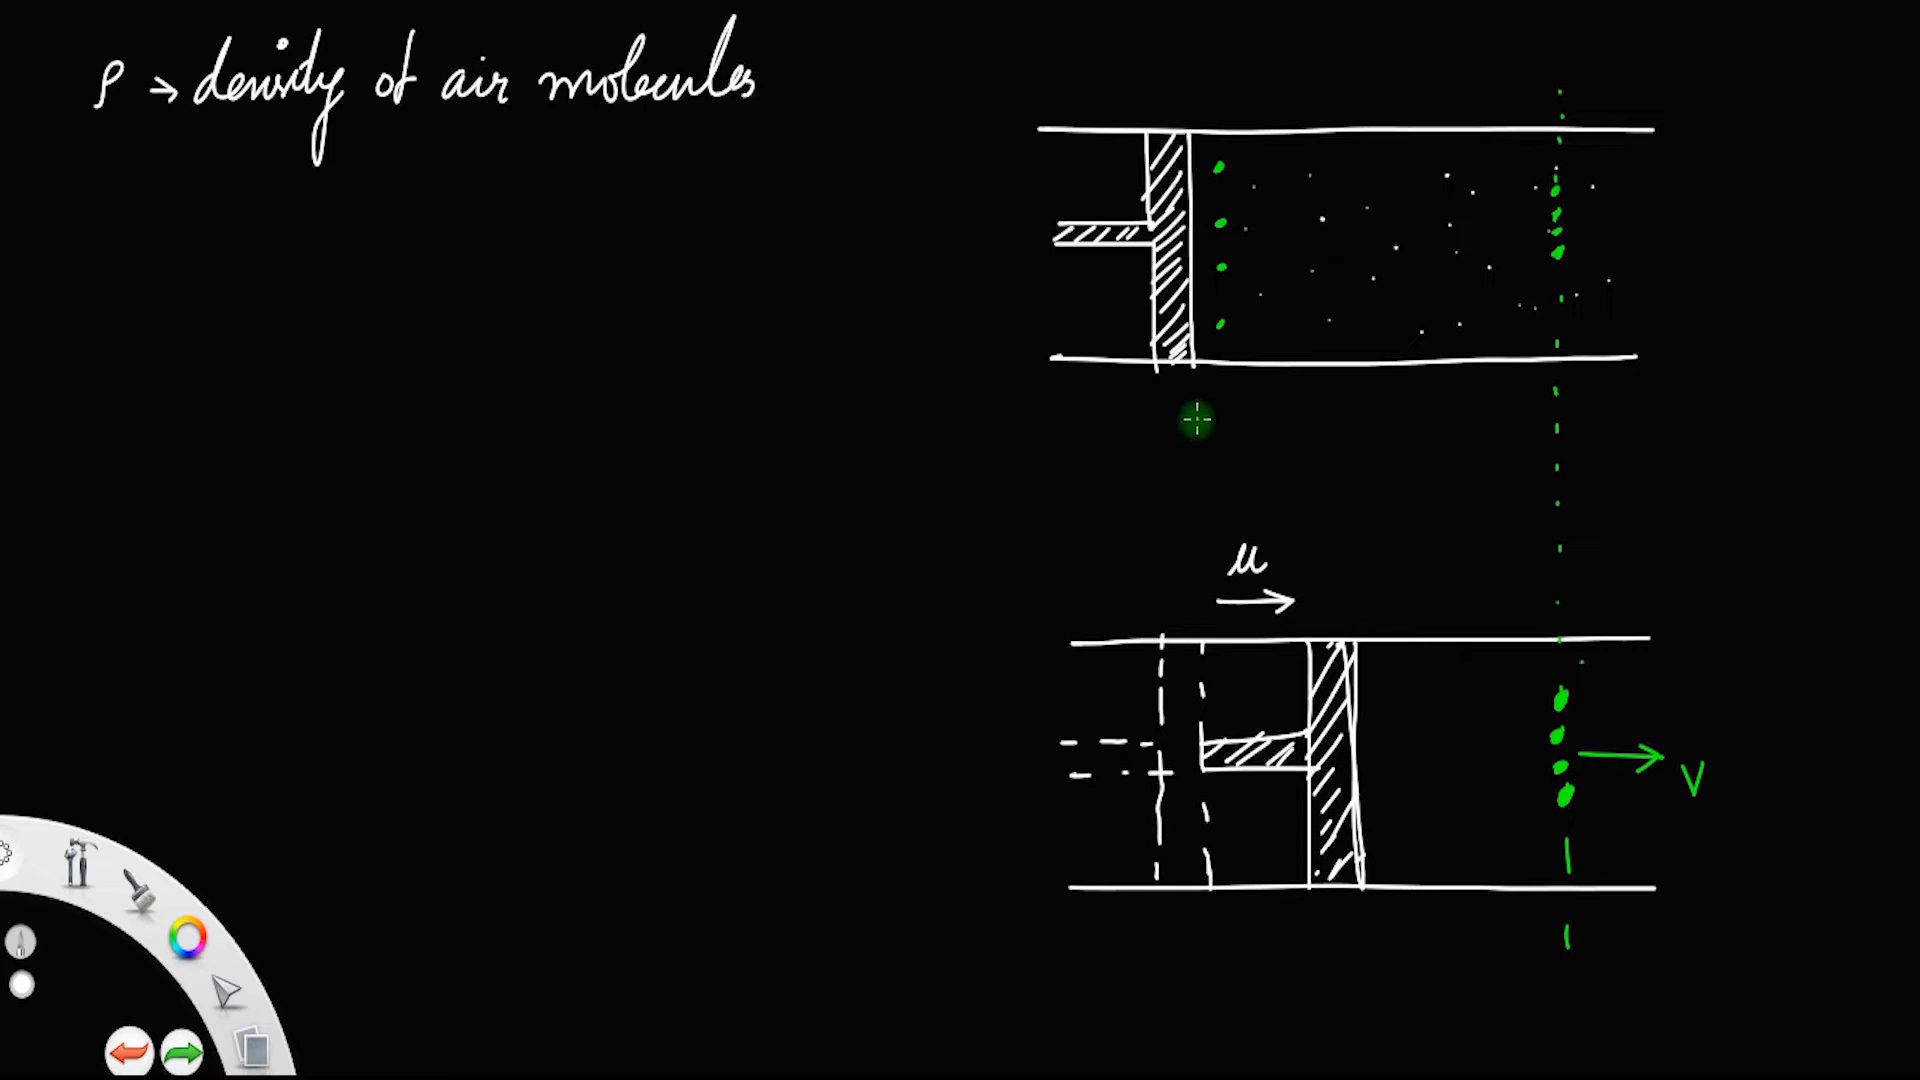 ρ → density of air molecules
u
v